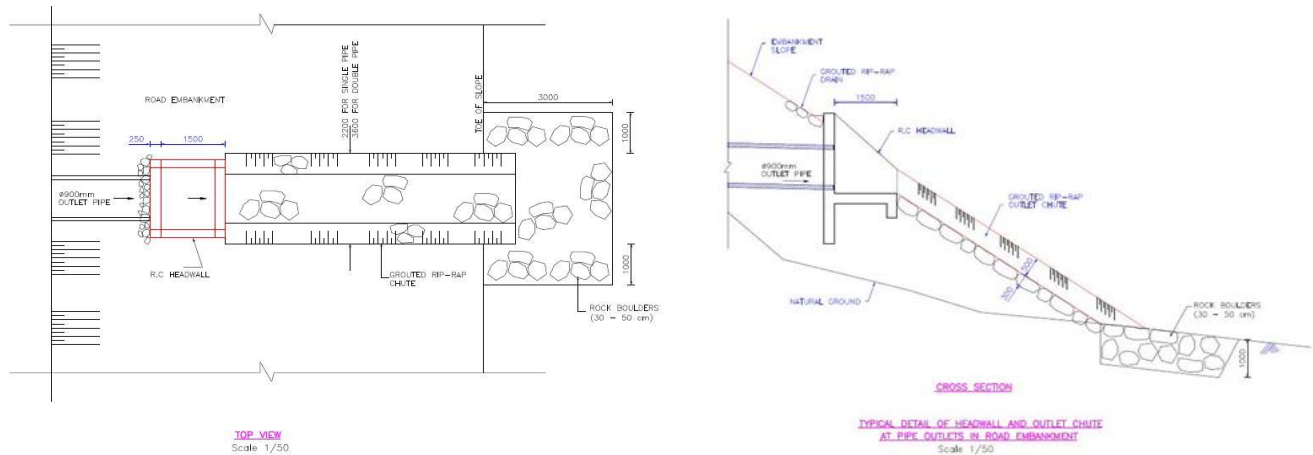 ROAD EMBANKMENT
250
1500
2200 FOR SINGLE PIPE
3600 FOR DOUBLE PIPE
TOE OF SLOPE
3000
1000
Ø900mm
OUTLET PIPE
R.C HEADWALL
GROUTED RIP-RAP
CHUTE
1000
ROCK BOULDERS
(30 - 50 cm)
TOP VIEW
Scale 1/50
EMBANKMENT
SLOPE
GROUTED RIP-RAP
DRAIN
1500
R.C HEADWALL
Ø900mm
OUTLET PIPE
GROUTED RIP-RAP
OUTLET CHUTE
500
300
NATURAL GROUND
ROCK BOULDERS
(30 - 50 cm)
1000
CROSS SECTION
TYPICAL DETAIL OF HEADWALL AND OUTLET CHUTE
AT PIPE OUTLETS IN ROAD EMBANKMENT
Scale 1/50